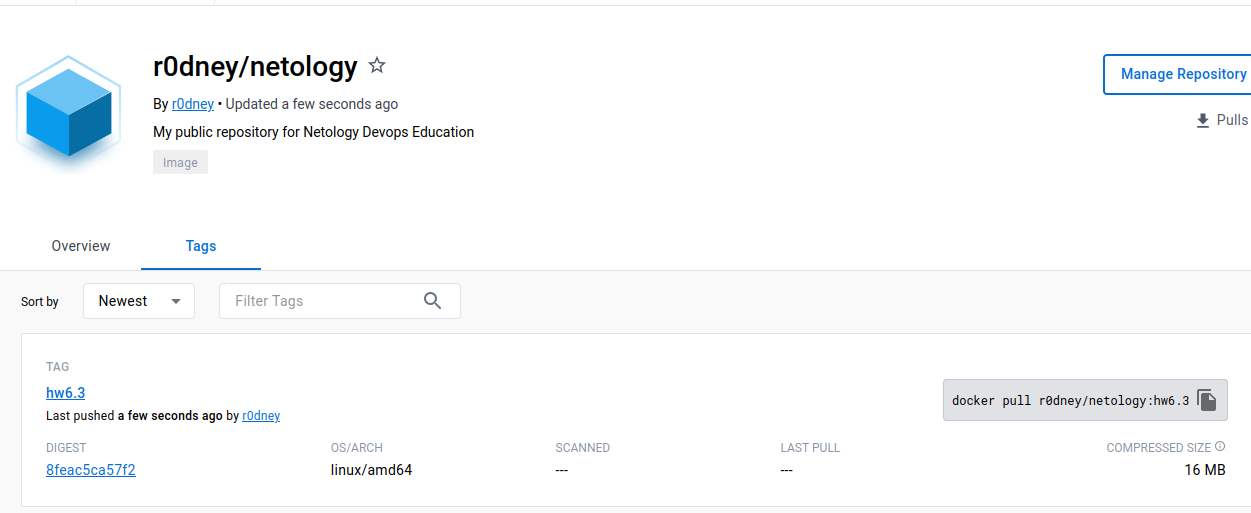 r0dney/netology
Manage Repository
By r0dney • Updated a few seconds ago
Pulls
My public repository for Netology Devops Education
Image
Overview
Tags
Sort by
Newest
Filter Tags
TAG
hw6.3
docker pull r0dney/netology:hw6.3
Last pushed a few seconds ago by r0dney
DIGEST OS/ARCH SCANNED LAST PULL COMPRESSED SIZE
8feac5ca57f2 linux/amd64 --- --- 16 MB